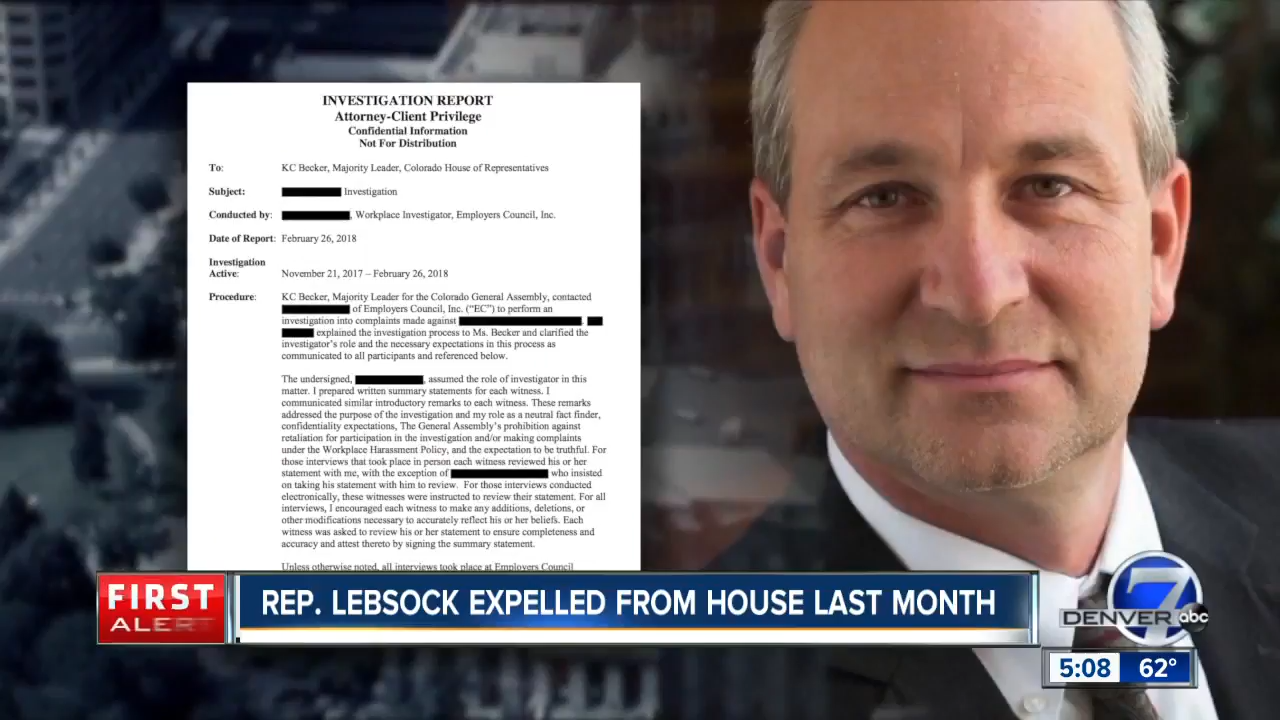 INVESTIGATION REPORT
Attorney-Client Privilege
Confidential Information
Not For Distribution
To: KC Becker, Majority Leader, Colorado House of Representatives
Subject: Investigation
Conducted by: , Workplace Investigator, Employers Council, Inc.
Date of Report: February 26, 2018
Investigation
Active: November 21, 2017 – February 26, 2018
Procedure: KC Becker, Majority Leader for the Colorado General Assembly, contacted
of Employers Council, Inc. (“EC”) to perform an
investigation into complaints made against .
explained the investigation process to Ms. Becker and clarified the
investigator’s role and the necessary expectations in this process as
communicated to all participants and referenced below.
The undersigned, , assumed the role of investigator in this
matter. I prepared written summary statements for each witness. I
communicated similar introductory remarks to each witness. These remarks
addressed the purpose of the investigation and my role as a neutral fact finder,
confidentiality expectations, The General Assembly’s prohibition against
retaliation for participation in the investigation and/or making complaints
under the Workplace Harassment Policy, and the expectation to be truthful. For
those interviews that took place in person each witness reviewed his or her
statement with me, with the exception of who insisted
on taking his statement with him to review. For those interviews conducted
electronically, these witnesses were instructed to review their statement. For all
interviews, I encouraged each witness to make any additions, deletions, or
other modifications necessary to accurately reflect his or her beliefs. Each
witness was asked to review his or her statement to ensure completeness and
accuracy and attest thereto by signing the summary statement.
Unless otherwise noted, all interviews took place at Employers Council
FIRST
ALERT
REP. LEBSOCK EXPELLED FROM HOUSE LAST MONTH
DENVER 7 abc
5:08 62°